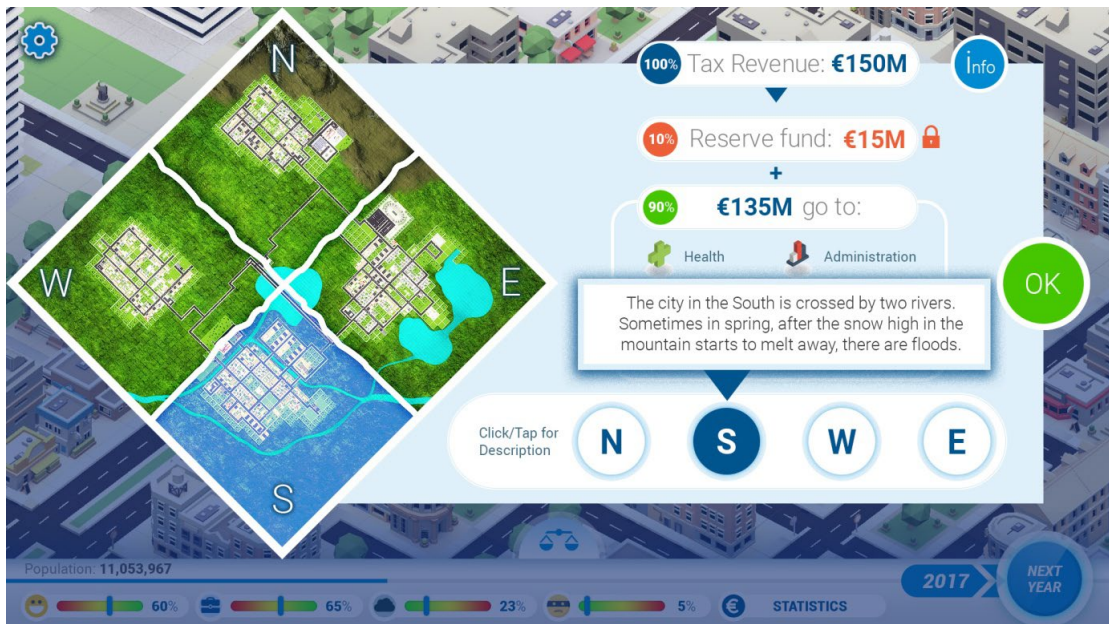 N
W
E
S
100% Tax Revenue: €150M
info
10% Reserve fund: €15M
+
90% €135M go to:
Health
Administration
OK
The city in the South is crossed by two rivers.
Sometimes in spring, after the snow high in the
mountain starts to melt away, there are floods.
Click/Tap for
Description
N
S
W
E
Population: 11,053,967
2017
NEXT
YEAR
60%
65%
23%
5%
€
STATISTICS